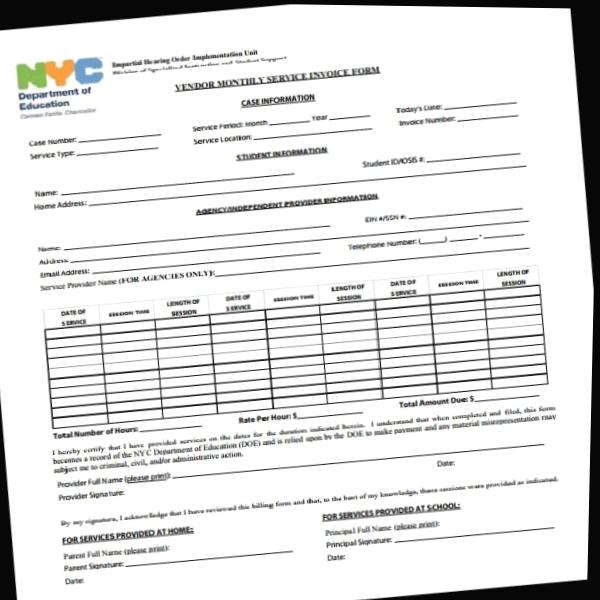 NYC
Department of
Education
Carmen Fariña, Chancellor
Impartial Hearing Order Implementation Unit
Division of Specialized Instruction and Student Support
VENDOR MONTHLY SERVICE INVOICE FORM
CASE INFORMATION
Case Number: Service Period: Month Year Today's Date:
Service Type: Service Location: Invoice Number:
STUDENT INFORMATION
Name: Student ID/OSIS #:
Home Address:
AGENCY/INDEPENDENT PROVIDER INFORMATION
Name: EIN #/SSN #:
Address:
Email Address: Telephone Number: (______) ______-
Service Provider Name (FOR AGENCIES ONLY):
DATE OF SERVICE SESSION TIME LENGTH OF SESSION DATE OF SERVICE SESSION TIME LENGTH OF SESSION DATE OF SERVICE SESSION TIME LENGTH OF SESSION
Total Number of Hours: Rate Per Hour: $ Total Amount Due: $
I hereby certify that I have provided services on the dates for the duration indicated herein. I understand that when completed and filed, this form
becomes a record of the NYC Department of Education (DOE) and is relied upon by the DOE to make payment and any material misrepresentation may
subject me to criminal, civil, and/or administrative action.
Provider Full Name (please print):
Provider Signature: Date:
By my signature, I acknowledge that I have reviewed this billing form and that, to the best of my knowledge, these sessions were provided as indicated.
FOR SERVICES PROVIDED AT HOME: FOR SERVICES PROVIDED AT SCHOOL:
Parent Full Name (please print): Principal Full Name (please print):
Parent Signature: Principal Signature:
Date: Date: